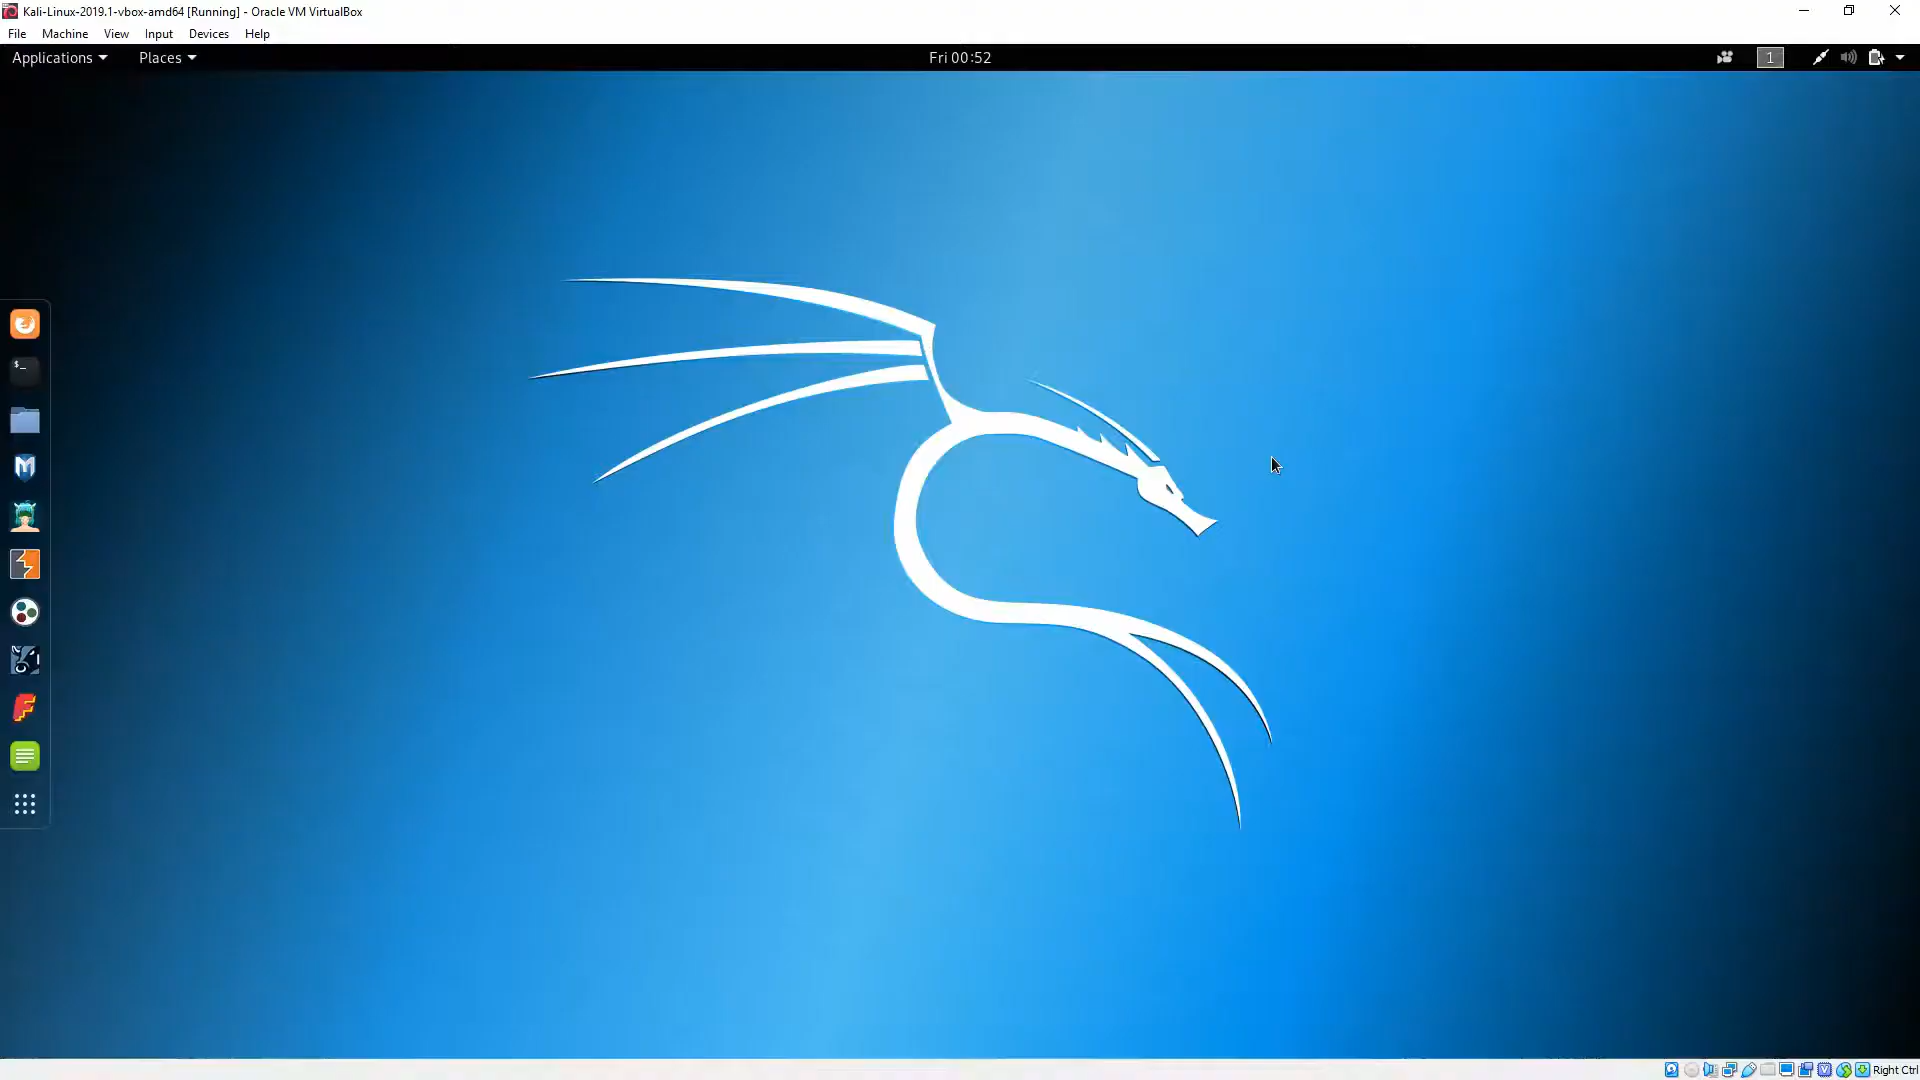 Kali-Linux-2019.1-vbox-amd64 [Running] - Oracle VM VirtualBox
File Machine View Input Devices Help
Applications Places Fri 00:52 1
$_
Right Ctrl